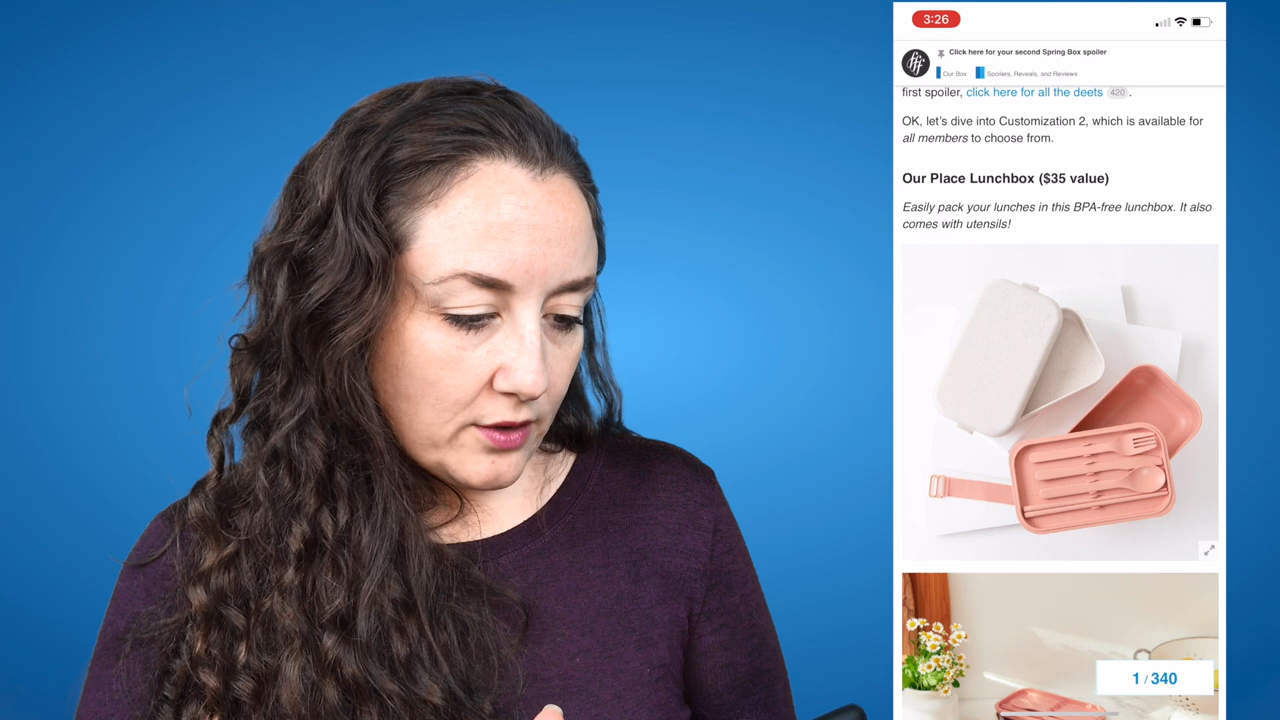 3:26
fff
Click here for your second Spring Box spoiler
Our Box Spoilers, Reveals, and Reviews
first spoiler, click here for all the deets 420 .
OK, let's dive into Customization 2, which is available for
all members to choose from.
Our Place Lunchbox ($35 value)
Easily pack your lunches in this BPA-free lunchbox. It also
comes with utensils!
1 / 340